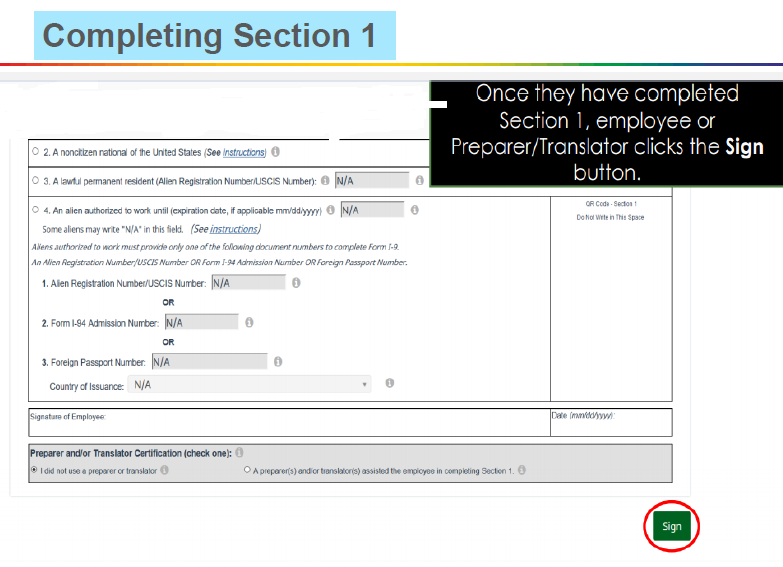 Completing Section 1
Once they have completed
Section 1, employee or
Preparer/Translator clicks the Sign
button.
2. A noncitizen national of the United States (See instructions)
3. A lawful permanent resident (Alien Registration Number/USCIS Number): N/A
4. An alien authorized to work until (expiration date, if applicable mm/dd/yyyy) N/A
Some aliens may write "N/A" in this field. (See instructions)
QR Code - Section 1
Do Not Write in This Space
Aliens authorized to work must provide only one of the following document numbers to complete Form I-9.
An Alien Registration Number/USCIS Number OR Form I-94 Admission Number OR Foreign Passport Number.
1. Alien Registration Number/USCIS Number: N/A
OR
2. Form I-94 Admission Number: N/A
OR
3. Foreign Passport Number: N/A
Country of Issuance: N/A
Signature of Employee:
Date (mm/dd/yyyy):
Preparer and/or Translator Certification (check one):
I did not use a preparer or translator
A preparer(s) and/or translator(s) assisted the employee in completing Section 1.
Sign